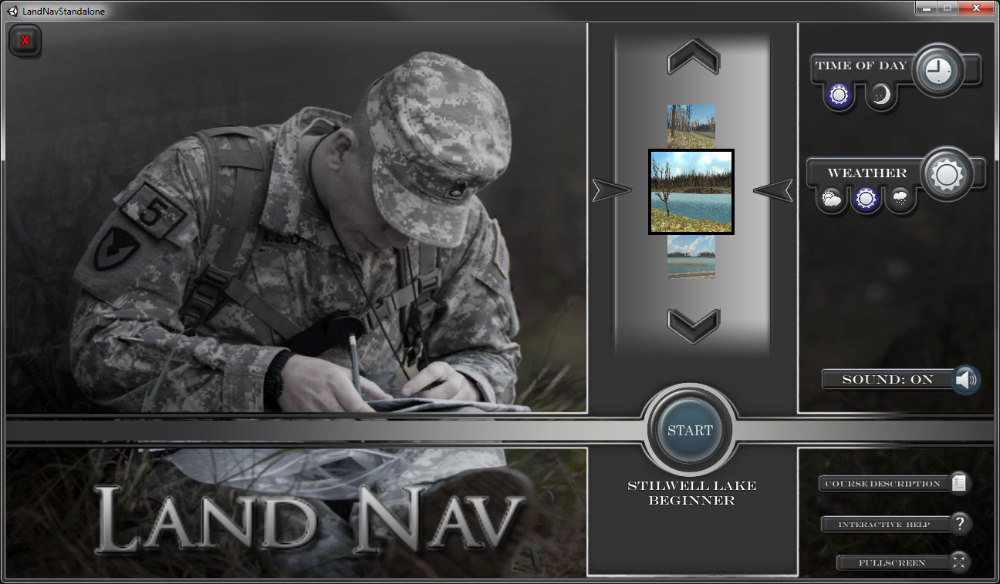 LandNavStandalone
X
TIME OF DAY
WEATHER
5
SOUND: ON
START
STILWELL LAKE
BEGINNER
LAND NAV
COURSE DESCRIPTION
INTERACTIVE HELP
?
FULLSCREEN